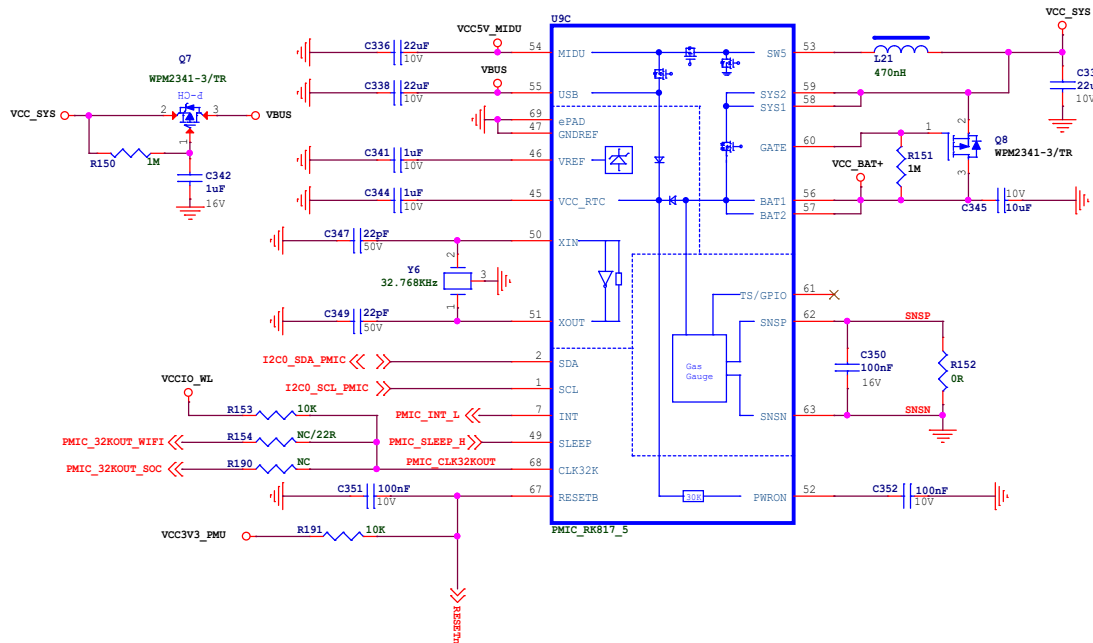 U9C
VCC_SYS
VCC5V_MIDU
C336 22uF
10V
54 MIDU
SW5 53
L21
470nH
C33
22u
10V
Q7
WPM2341-3/TR
P-CH
VBUS
C338 22uF
10V
55 USB
SYS2 59
SYS1 58
VCC_SYS
2 3
VBUS
1
69 ePAD
47 GNDREF
GATE 60
1
2
3
Q8
WPM2341-3/TR
R150 1M
C341 1uF
10V
46 VREF
R151
1M
VCC_BAT+
C342
1uF
16V
C344 1uF
10V
45 VCC_RTC
BAT1 56
BAT2 57
C345
10V
10uF
C347 22pF
50V
50 XIN
Y6
32.768KHz
2
3
1
TS/GPIO 61
C349 22pF
50V
51 XOUT
SNSP 62
SNSP
I2C0_SDA_PMIC
2 SDA
Gas
Gauge
C350
100nF
16V
R152
0R
I2C0_SCL_PMIC
1 SCL
VCCIO_WL
R153 10K
PMIC_INT_L
7 INT
SNSN 63
SNSN
PMIC_32KOUT_WIFI
R154 NC/22R
PMIC_SLEEP_H
49 SLEEP
PMIC_32KOUT_SOC
R190 NC
PMIC_CLK32KOUT
68 CLK32K
C351 100nF
10V
67 RESETB
30K
PWRON 52
C352 100nF
10V
VCC3V3_PMU
R191 10K
PMIC_RK817_5
RESETn